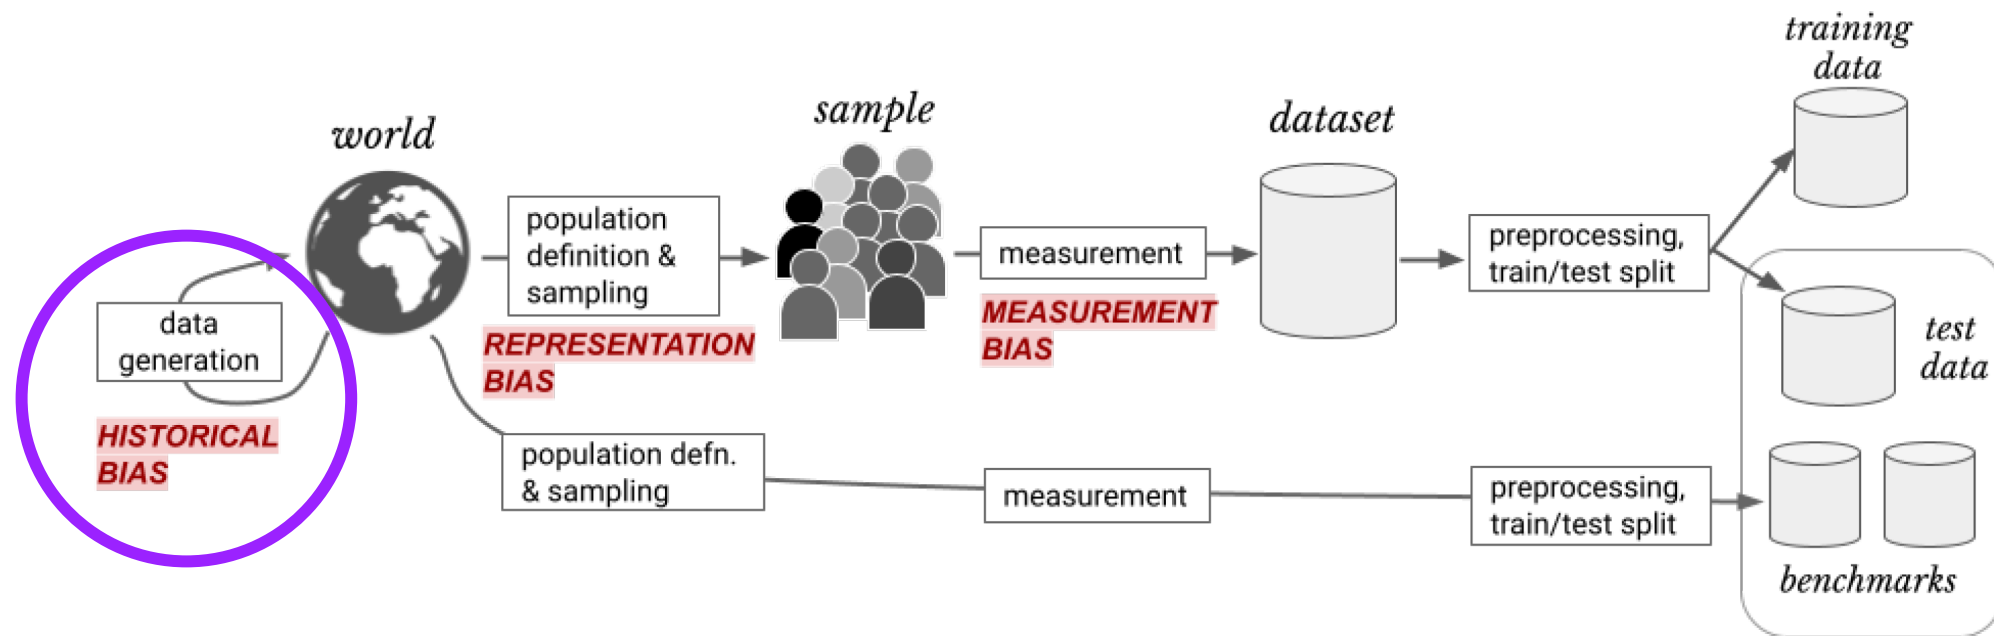 training
data
sample
dataset
world
population
definition &
sampling
measurement
preprocessing,
train/test split
data
generation
REPRESENTATION
BIAS
MEASUREMENT
BIAS
test
data
HISTORICAL
BIAS
population defn.
& sampling
measurement
preprocessing,
train/test split
benchmarks